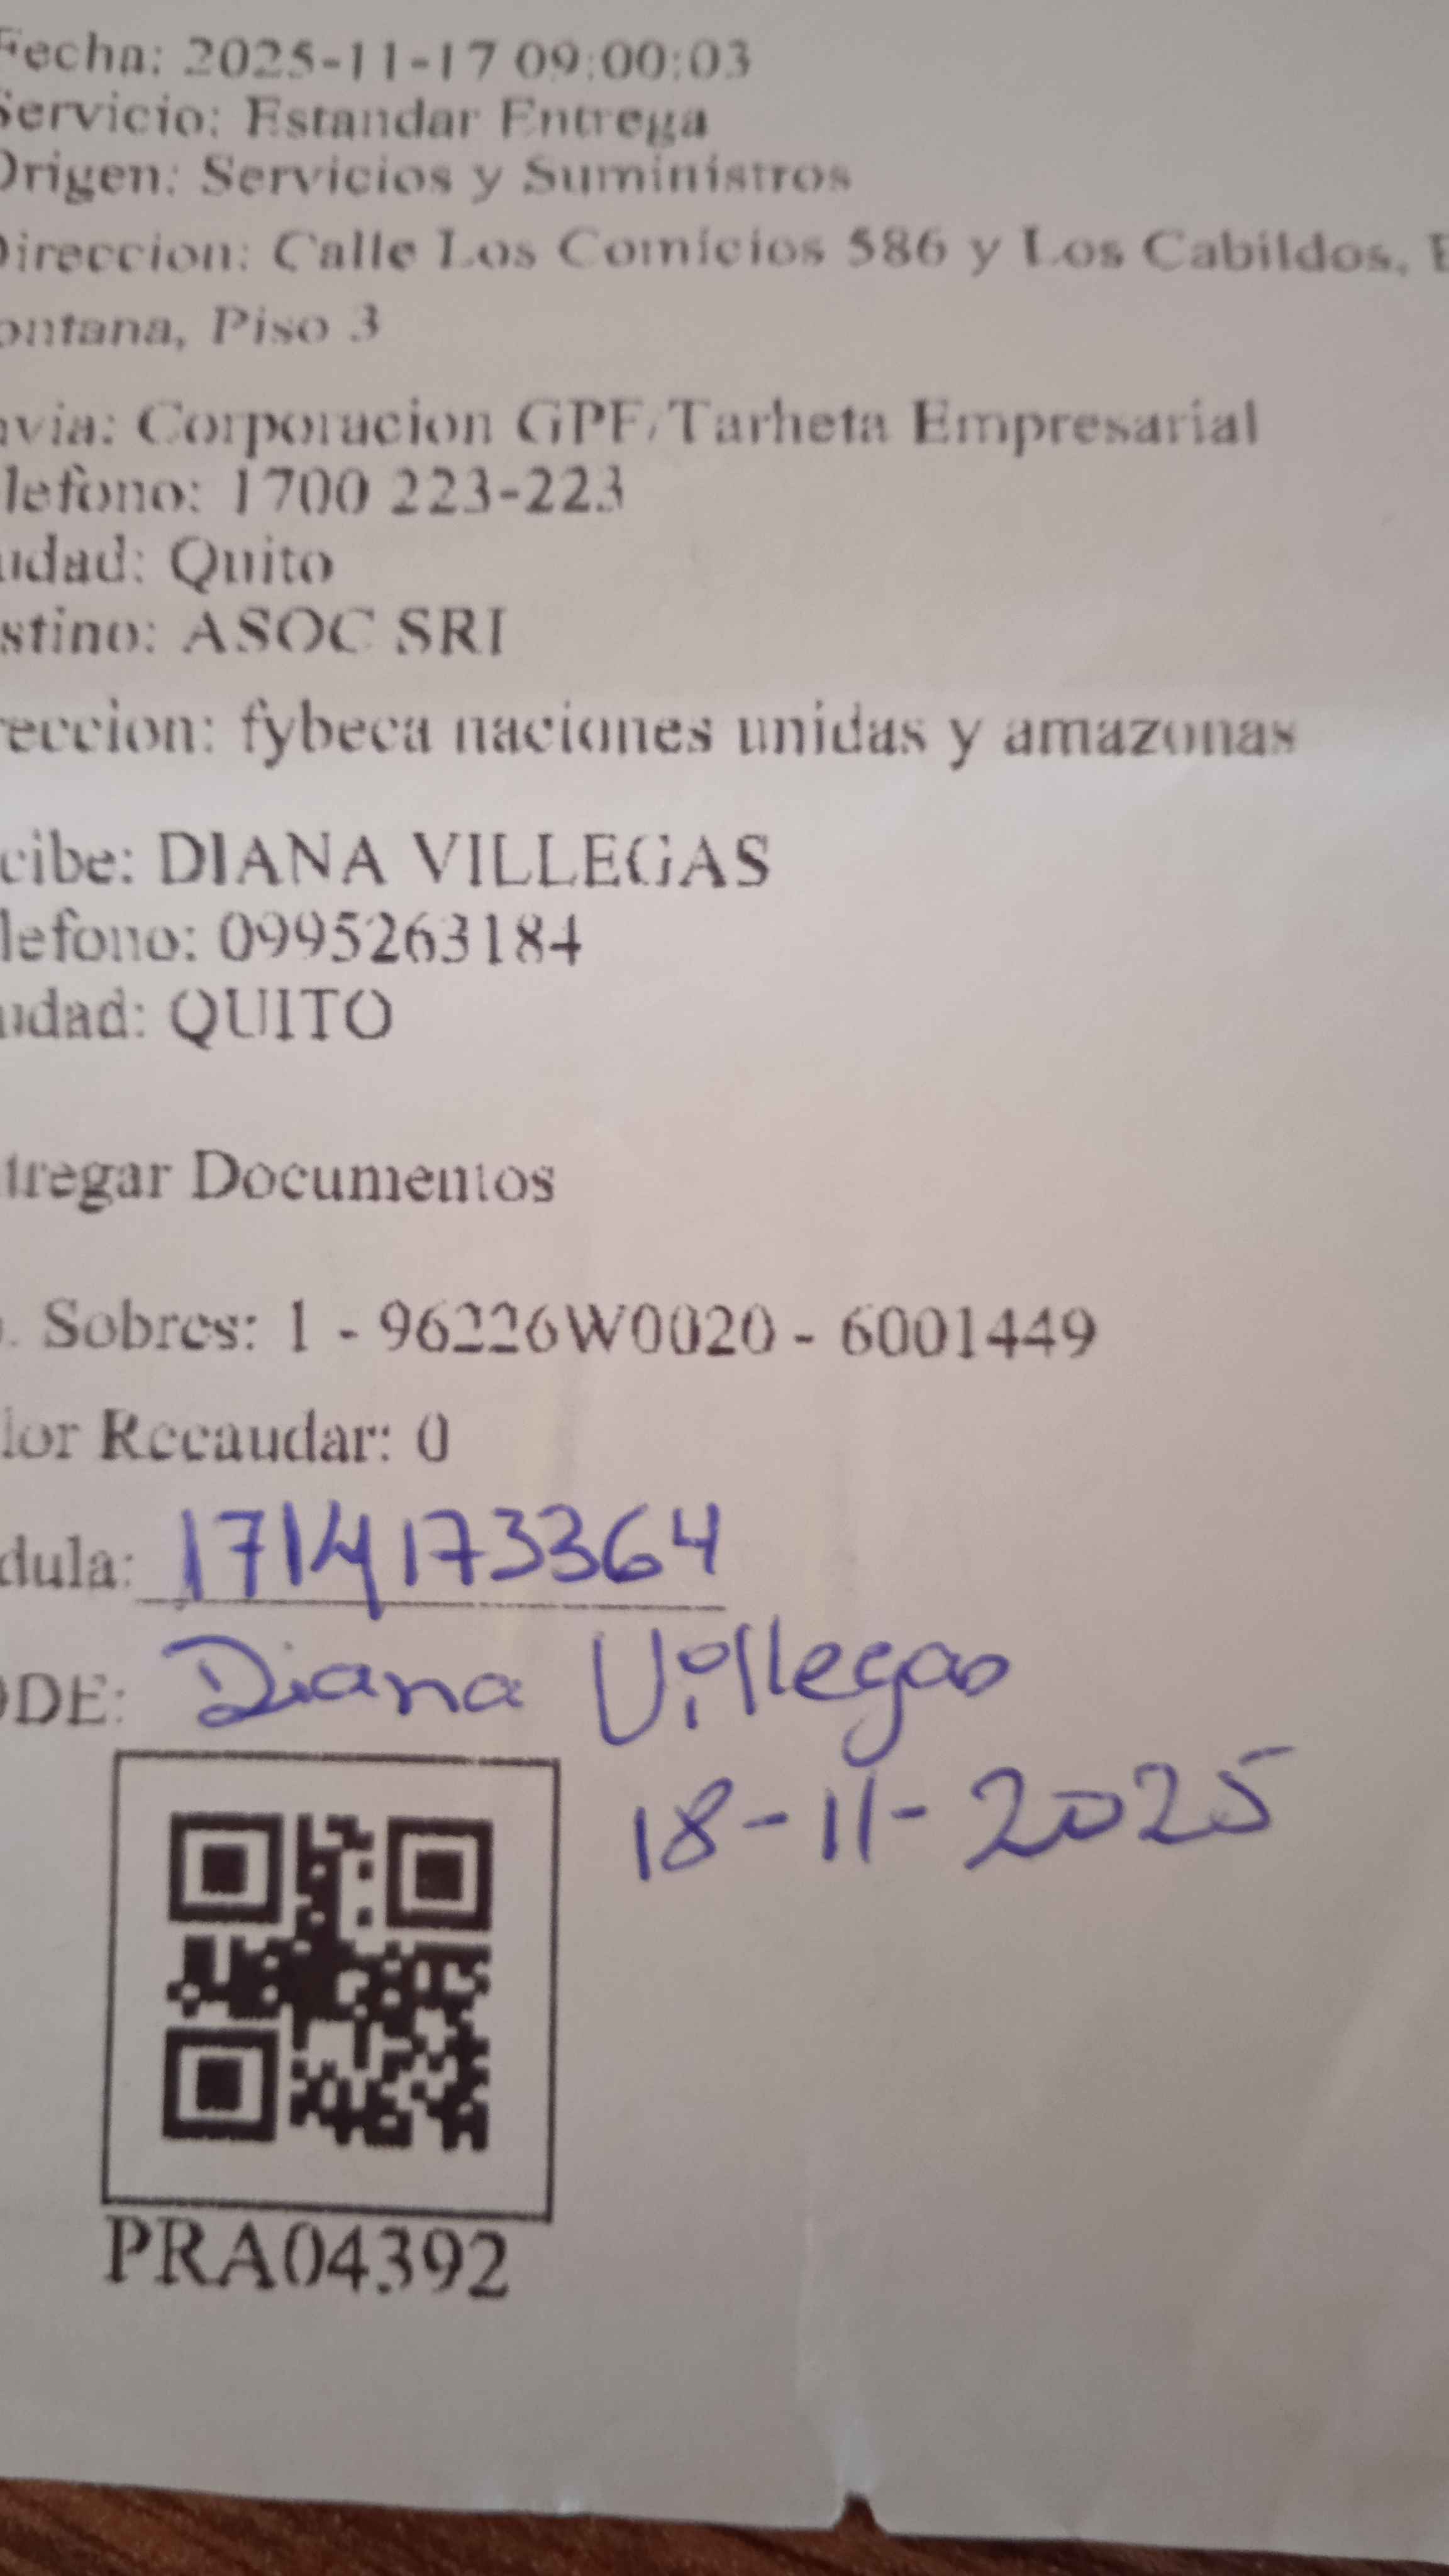 Fecha: 2025-11-17 09:00:03
Servicio: Estandar Entrega
Origen: Servicios y Suministros
Direccion: Calle Los Comicios 586 y Los Cabildos, E
ontana, Piso 3
nvia: Corporacion GPF/Tarheta Empresarial
lefono: 1700 223-223
udad: Quito
stino: ASOC SRI
reccion: fybeca naciones unidas y amazonas
cibe: DIANA VILLEGAS
lefono: 0995263184
udad: QUITO
tregar Documentos
. Sobres: 1 - 96226W0020 - 6001449
lor Recaudar: 0
dula: 1714173364
DDE: Diana Villegas
18-11-2025
PRA04392